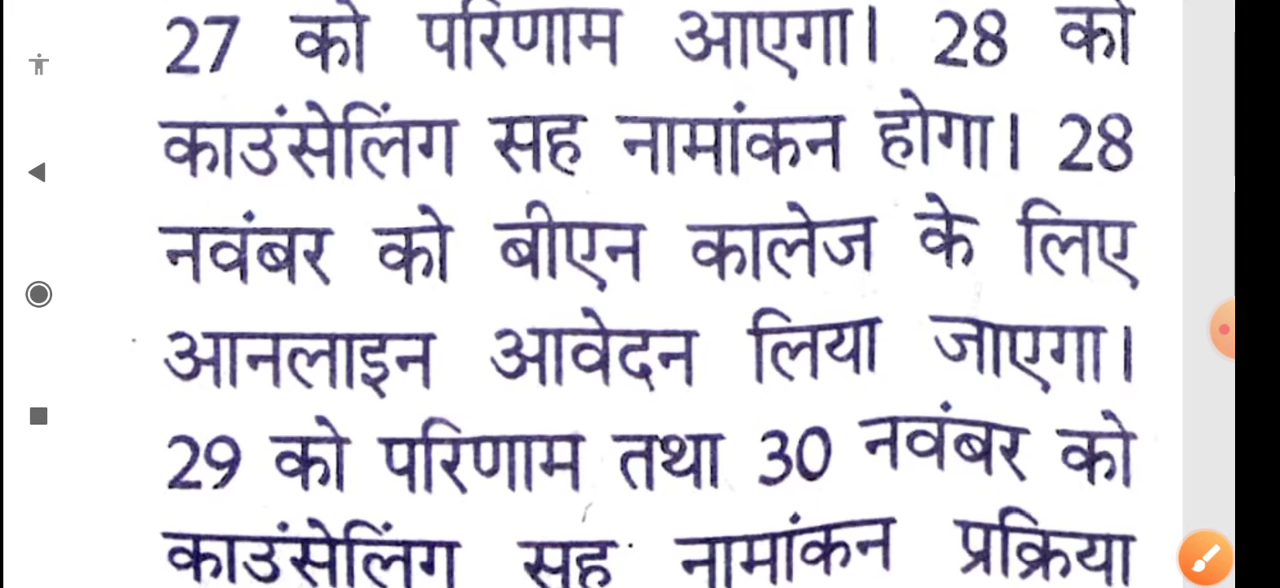 27 को परिणाम आएगा। 28 को
काउंसेलिंग सह नामांकन होगा। 28
नवंबर को बीएन कालेज के लिए
आनलाइन आवेदन लिया जाएगा।
29 को परिणाम तथा 30 नवंबर को
काउंसेलिंग सह नामांकन प्रक्रिया